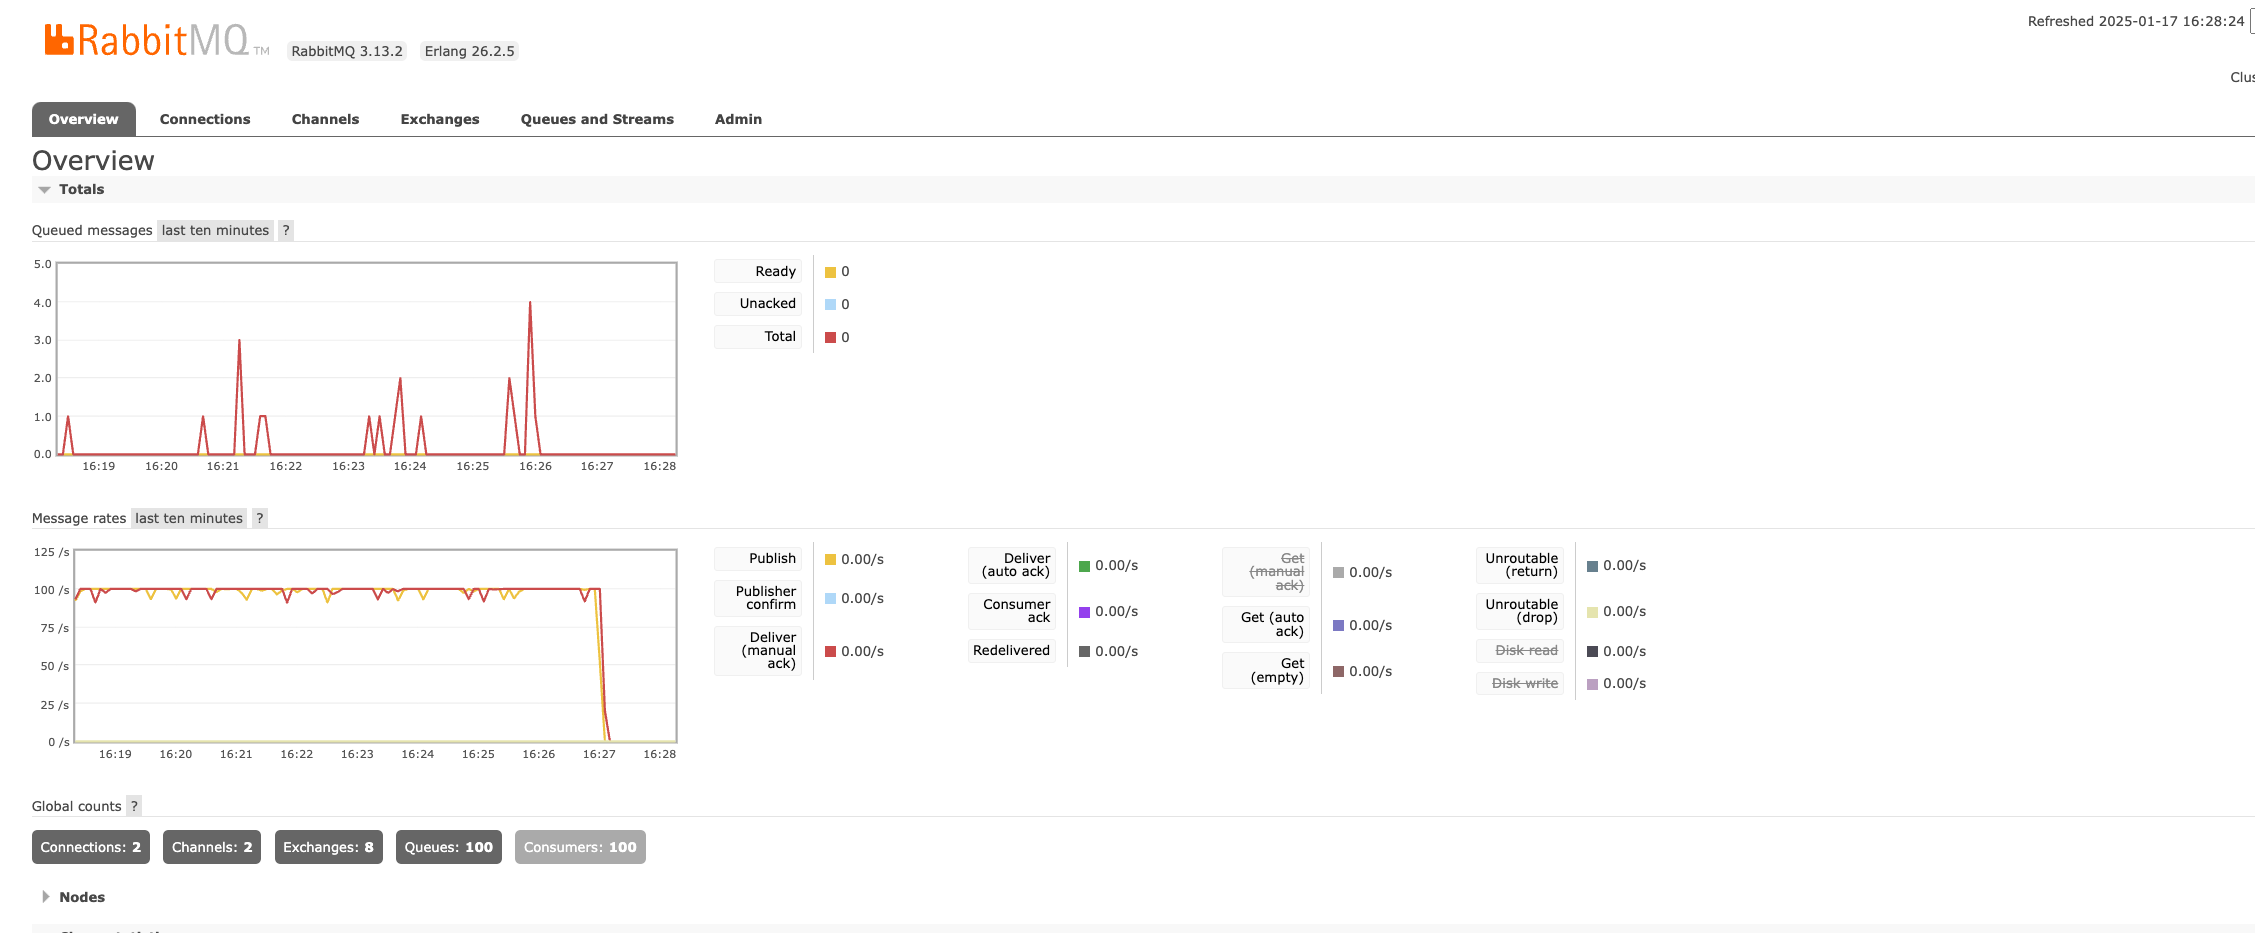 Refreshed 2025-01-17 16:28:24
RabbitMQ TM RabbitMQ 3.13.2 Erlang 26.2.5
Overview Connections Channels Exchanges Queues and Streams Admin
Overview
Totals
Queued messages last ten minutes ?
5.0
4.0
3.0
2.0
1.0
0.0
16:19 16:20 16:21 16:22 16:23 16:24 16:25 16:26 16:27 16:28
Ready 0
Unacked 0
Total 0
Message rates last ten minutes ?
125 /s
100 /s
75 /s
50 /s
25 /s
0 /s
16:19 16:20 16:21 16:22 16:23 16:24 16:25 16:26 16:27 16:28
Publish 0.00/s
Publisher
confirm 0.00/s
Deliver
(manual
ack) 0.00/s
Deliver
(auto ack) 0.00/s
Consumer
ack 0.00/s
Redelivered 0.00/s
Get
(manual
ack) 0.00/s
Get (auto
ack) 0.00/s
Get
(empty) 0.00/s
Unroutable
(return) 0.00/s
Unroutable
(drop) 0.00/s
Disk read 0.00/s
Disk write 0.00/s
Global counts ?
Connections: 2 Channels: 2 Exchanges: 8 Queues: 100 Consumers: 100
Nodes